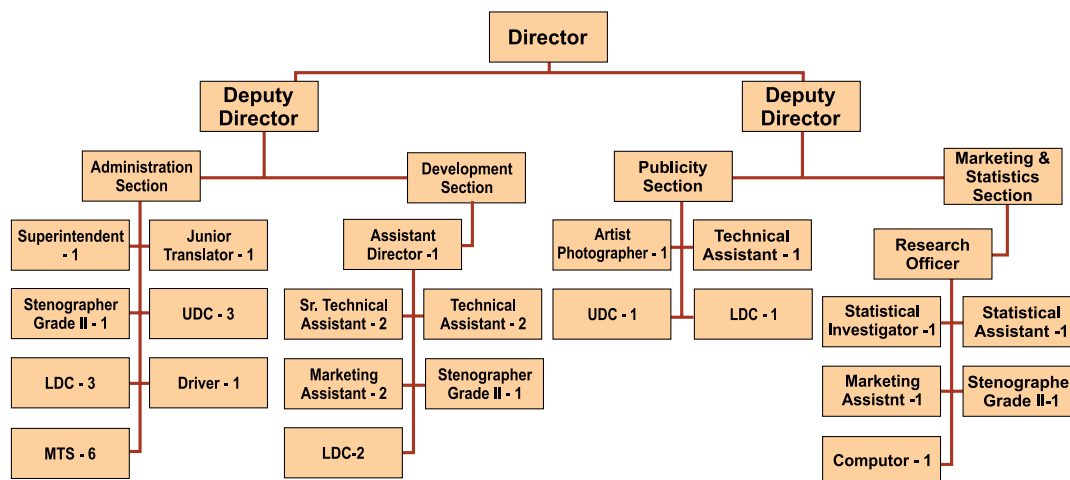 Director
Deputy
Director
Deputy
Director
Administration
Section
Development
Section
Publicity
Section
Marketing &
Statistics
Section
Superintendent
- 1
Junior
Translator - 1
Stenographer
Grade II - 1
UDC - 3
LDC - 3
Driver - 1
MTS - 6
Assistant
Director -1
Sr. Technical
Assistant - 2
Technical
Assistant - 2
Marketing
Assistant - 2
Stenographer
Grade II - 1
LDC-2
Artist
Photographer - 1
Technical
Assistant - 1
UDC - 1
LDC - 1
Research
Officer
Statistical
Investigator -1
Statistical
Assistant -1
Marketing
Assistnt -1
Stenographer
Grade II-1
Computor - 1